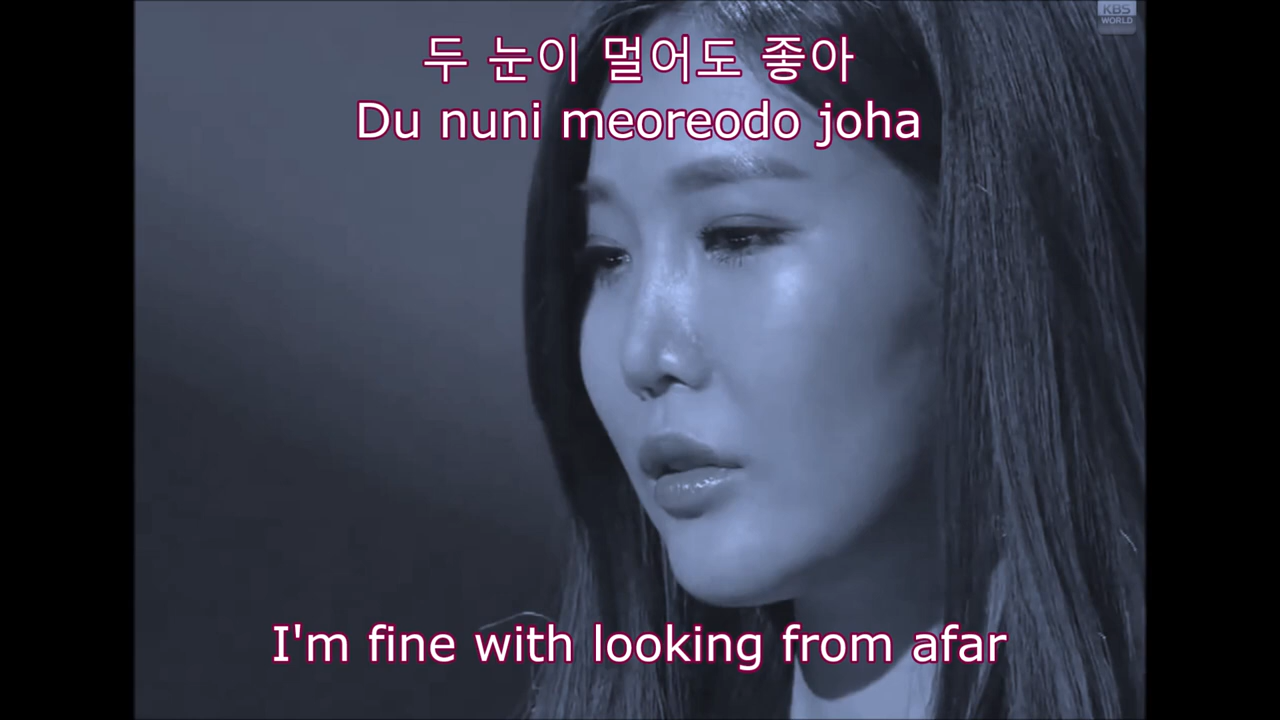 KBS
WORLD
두 눈이 멀어도 좋아
Du nuni meoreodo joha
I'm fine with looking from afar